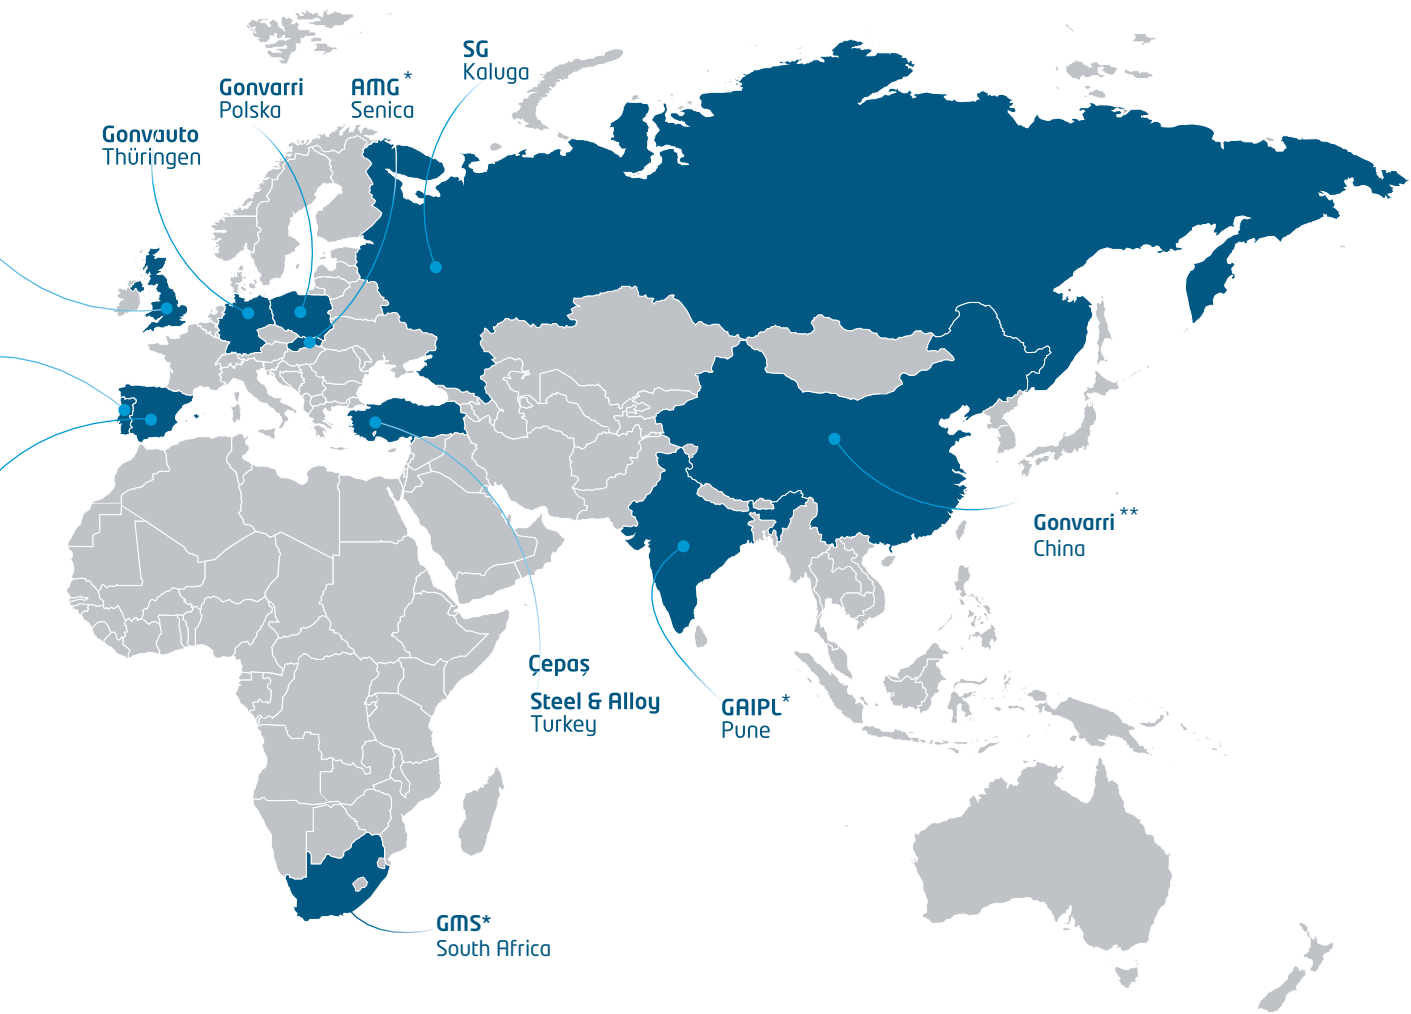 SG
Kaluga
Gonvarri
Polska
AMG*
Senica
Gonvauto
Thüringen
Gonvarri**
China
Çepaş
Steel & Alloy
Turkey
GAIPL*
Pune
GMS*
South Africa